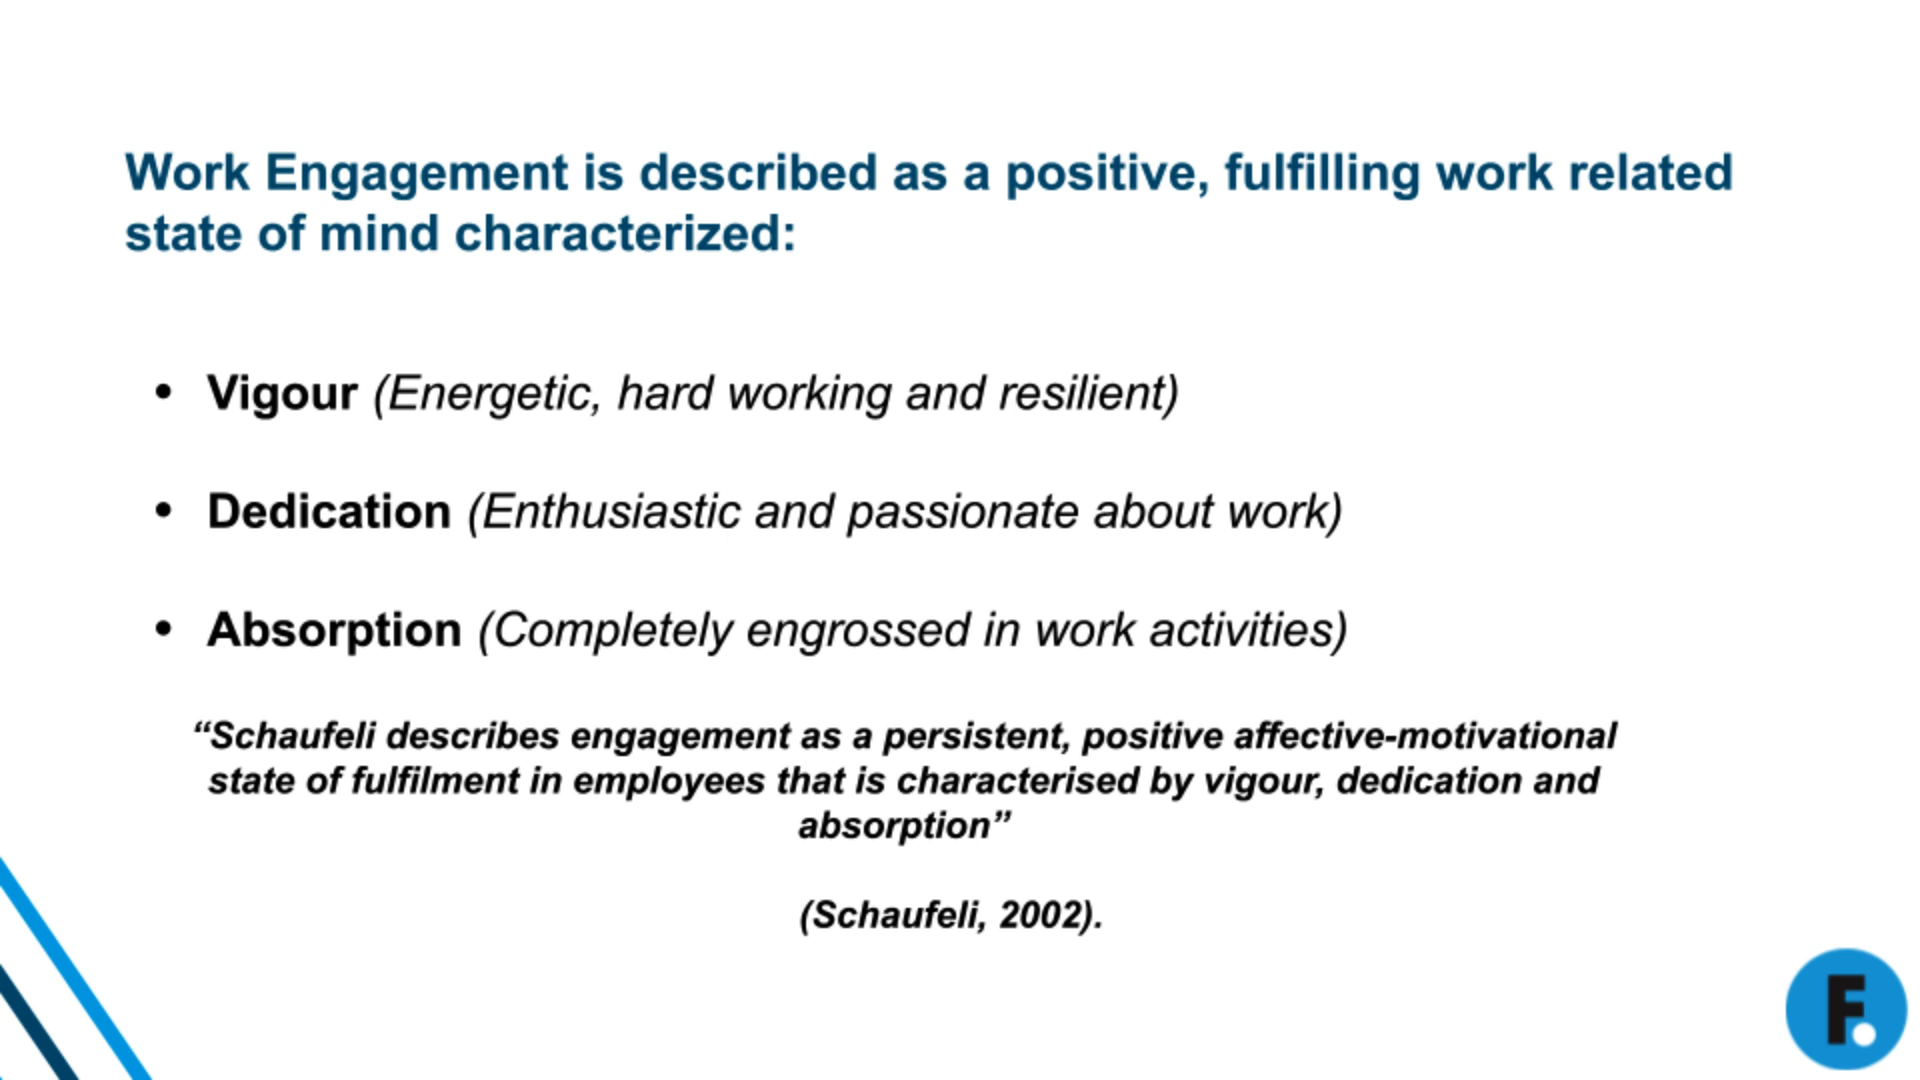 Work Engagement is described as a positive, fulfilling work related
state of mind characterized:
• Vigour (Energetic, hard working and resilient)
• Dedication (Enthusiastic and passionate about work)
• Absorption (Completely engrossed in work activities)
“Schaufeli describes engagement as a persistent, positive affective-motivational
state of fulfilment in employees that is characterised by vigour, dedication and
absorption”
(Schaufeli, 2002).
F.